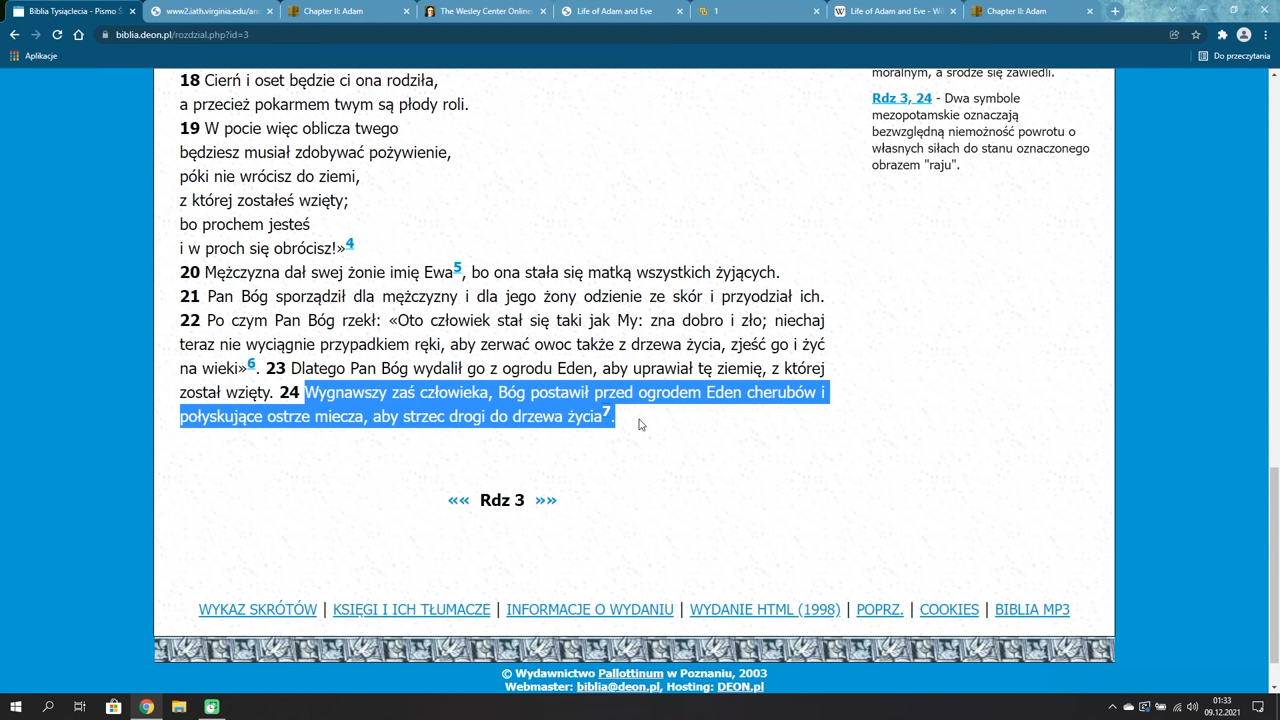 Biblia Tysiąclecia - Pismo Ś
www2.iath.virginia.edu/an
Chapter II: Adam
The Wesley Center Online
Life of Adam and Eve
1
Life of Adam and Eve - Wi
Chapter II: Adam
biblia.deon.pl/rozdzial.php?id=3
Aplikacje
Do przeczytania
18 Cierń i oset będzie ci ona rodziła,
a przecież pokarmem twym są płody roli.
19 W pocie więc oblicza twego
będziesz musiał zdobywać pożywienie,
póki nie wrócisz do ziemi,
z której zostałeś wzięty;
bo prochem jesteś
i w proch się obrócisz!»4
20 Mężczyzna dał swej żonie imię Ewa5, bo ona stała się matką wszystkich żyjących.
21 Pan Bóg sporządził dla mężczyzny i dla jego żony odzienie ze skór i przyodział ich.
22 Po czym Pan Bóg rzekł: «Oto człowiek stał się taki jak My: zna dobro i zło; niechaj
teraz nie wyciągnie przypadkiem ręki, aby zerwać owoc także z drzewa życia, zjeść go i żyć
na wieki»6. 23 Dlatego Pan Bóg wydalił go z ogrodu Eden, aby uprawiał tę ziemię, z której
został wzięty. 24 Wygnawszy zaś człowieka, Bóg postawił przed ogrodem Eden cherubów i
połyskujące ostrze miecza, aby strzec drogi do drzewa życia7.
moralnym, a srodze się zawiedli.
Rdz 3, 24 - Dwa symbole
mezopotamskie oznaczają
bezwzględną niemożność powrotu o
własnych siłach do stanu oznaczonego
obrazem "raju".
«« Rdz 3 »»
WYKAZ SKRÓTÓW | KSIĘGI I ICH TŁUMACZE | INFORMACJE O WYDANIU | WYDANIE HTML (1998) | POPRZ. | COOKIES | BIBLIA MP3
© Wydawnictwo Pallottinum w Poznaniu, 2003
Webmaster: biblia@deon.pl, Hosting: DEON.pl
01:33
09.12.2021